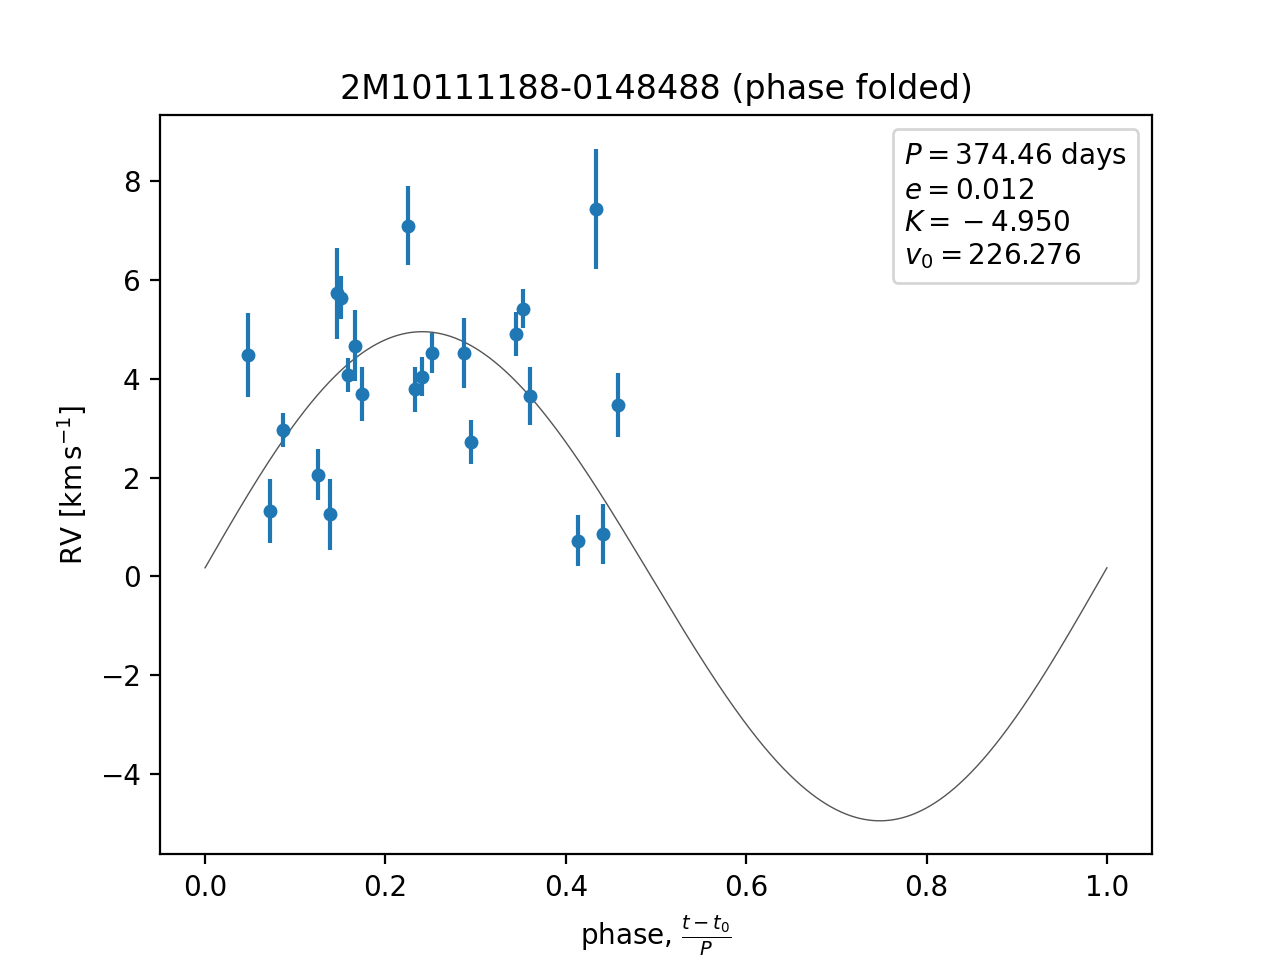 2M10111188-0148488 (phase folded)
P = 374.46 days
e = 0.012
K = −4.950
v₀ = 226.276
8
6
4
2
0
−2
−4
RV [km s⁻¹]
0.0 0.2 0.4 0.6 0.8 1.0
phase, (t − t₀)/P